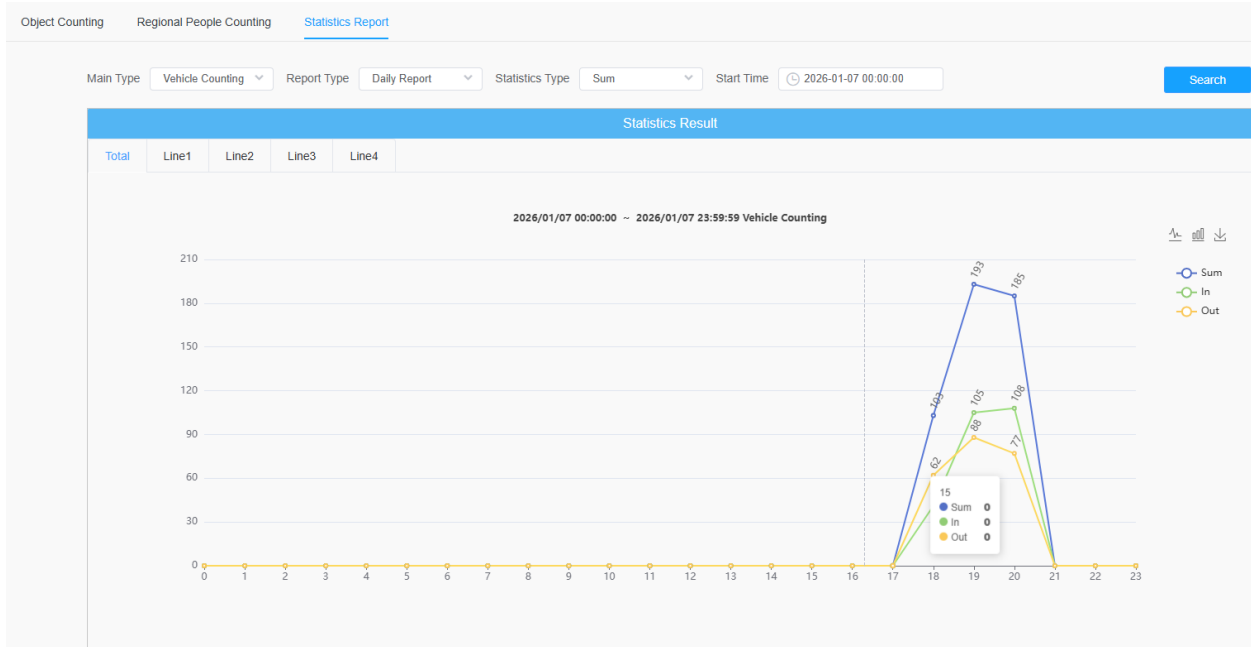 Object Counting Regional People Counting Statistics Report
Main Type Vehicle Counting Report Type Daily Report Statistics Type Sum Start Time 2026-01-07 00:00:00 Search
Statistics Result
Total Line1 Line2 Line3 Line4
2026/01/07 00:00:00 ~ 2026/01/07 23:59:59 Vehicle Counting
Sum
In
Out
210
180
150
120
90
60
30
0
193
185
103
105
108
88
62
77
15
Sum 0
In 0
Out 0
0 1 2 3 4 5 6 7 8 9 10 11 12 13 14 15 16 17 18 19 20 21 22 23